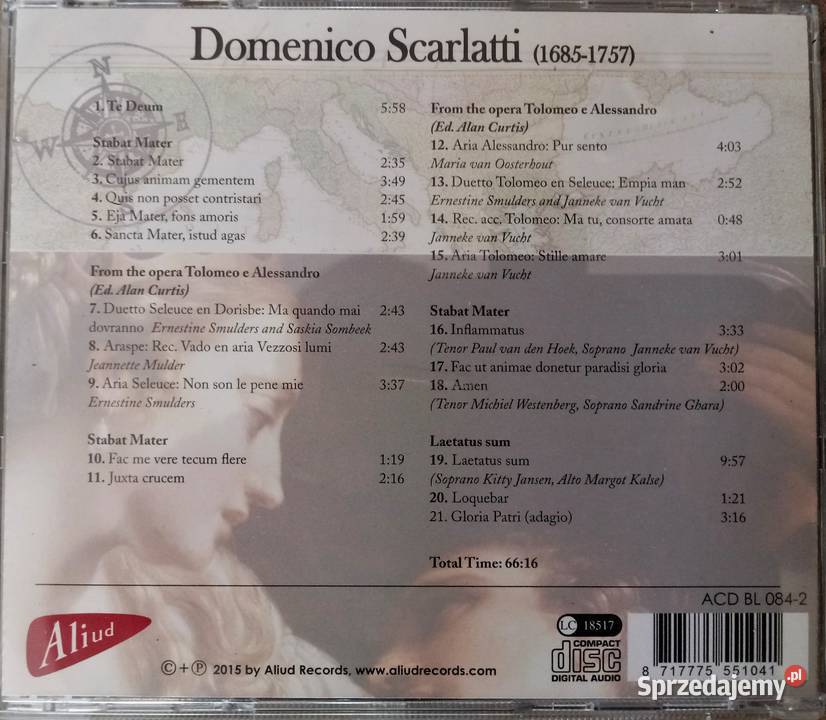 Domenico Scarlatti (1685-1757)
N
W
E
1. Te Deum 5:58
Stabat Mater
2. Stabat Mater 2:35
3. Cujus animam gementem 3:49
4. Quis non posset contristari 2:45
5. Eja Mater, fons amoris 1:59
6. Sancta Mater, istud agas 2:39
From the opera Tolomeo e Alessandro
(Ed. Alan Curtis)
7. Duetto Seleuce en Dorisbe: Ma quando mai 2:43
dovranno Ernestine Smulders and Saskia Sombeek
8. Araspe: Rec. Vado en aria Vezzosi lumi 2:43
Jeannette Mulder
9. Aria Seleuce: Non son le pene mie 3:37
Ernestine Smulders
Stabat Mater
10. Fac me vere tecum flere 1:19
11. Juxta crucem 2:16
From the opera Tolomeo e Alessandro
(Ed. Alan Curtis)
12. Aria Alessandro: Pur sento 4:03
Maria van Oosterhout
13. Duetto Tolomeo en Seleuce: Empia man 2:52
Ernestine Smulders and Janneke van Vucht
14. Rec. acc. Tolomeo: Ma tu, consorte amata 0:48
Janneke van Vucht
15. Aria Tolomeo: Stille amare 3:01
Janneke van Vucht
Stabat Mater
16. Inflammatus 3:33
(Tenor Paul van den Hoek, Soprano Janneke van Vucht)
17. Fac ut animae donetur paradisi gloria 3:02
18. Amen 2:00
(Tenor Michiel Westenberg, Soprano Sandrine Ghara)
Laetatus sum
19. Laetatus sum 9:57
(Soprano Kitty Jansen, Alto Margot Kalse)
20. Loquebar 1:21
21. Gloria Patri (adagio) 3:16
Total Time: 66:16
ACD BL 084-2
Aliud
©+℗ 2015 by Aliud Records, www.aliudrecords.com
LC 18517
COMPACT
disc
DIGITAL AUDIO
8 717775 551041
Sprzedajemy.pl